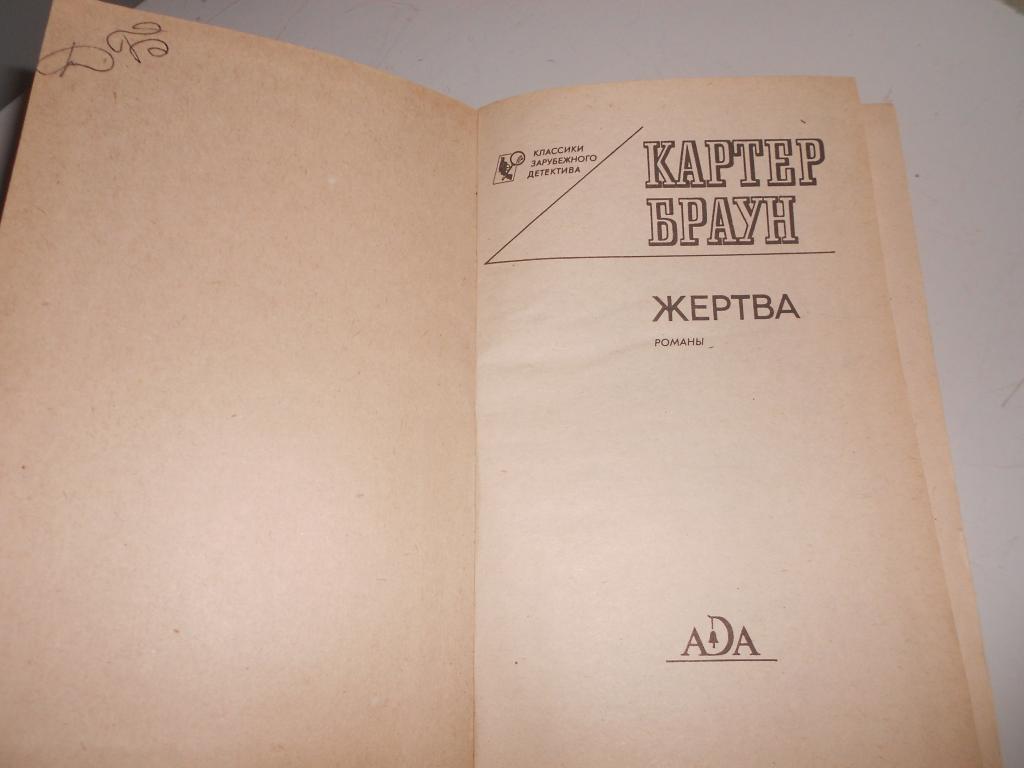 КЛАССИКИ
ЗАРУБЕЖНОГО
ДЕТЕКТИВА
КАРТЕР
БРАУН
ЖЕРТВА
РОМАНЫ
АДА